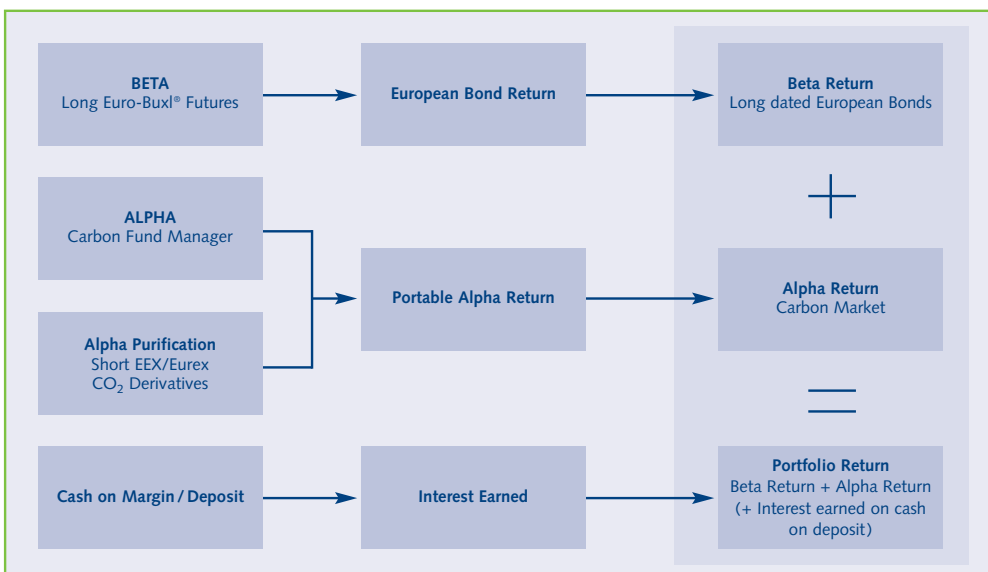 BETA
Long Euro-Buxl® Futures
European Bond Return
Beta Return
Long dated European Bonds
+
ALPHA
Carbon Fund Manager
Portable Alpha Return
Alpha Return
Carbon Market
Alpha Purification
Short EEX/Eurex
CO₂ Derivatives
=
Cash on Margin / Deposit
Interest Earned
Portfolio Return
Beta Return + Alpha Return
(+ Interest earned on cash
on deposit)